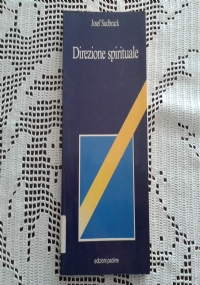 Josef Sudbrack
Direzione spirituale
edizioni paoline